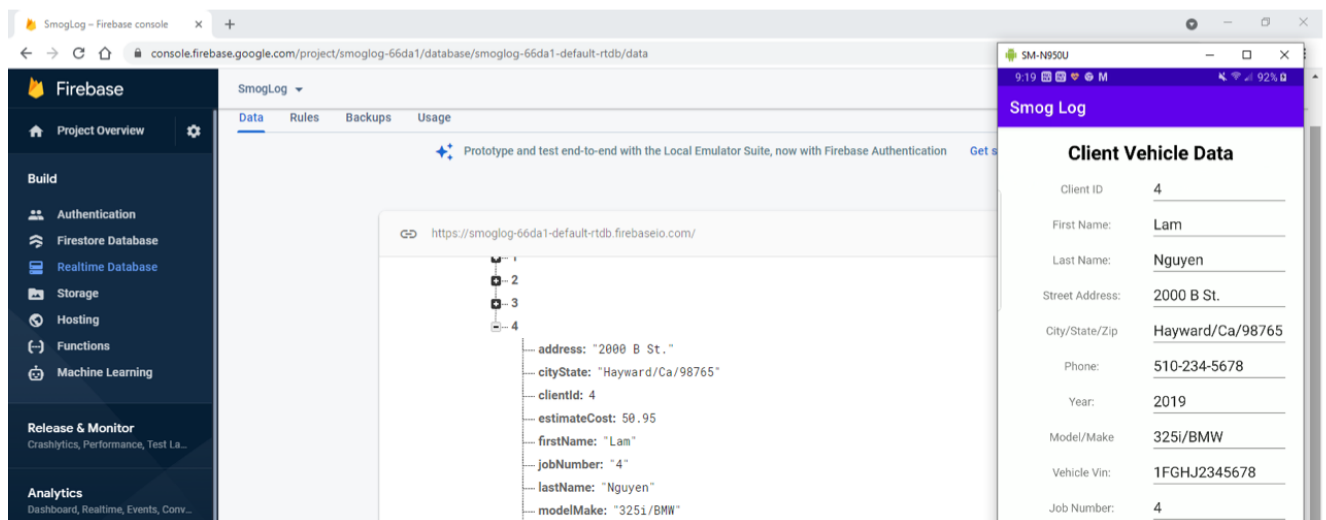 SmogLog – Firebase console
console.firebase.google.com/project/smoglog-66da1/database/smoglog-66da1-default-rtdb/data
Firebase
Project Overview
Build
Authentication
Firestore Database
Realtime Database
Storage
Hosting
Functions
Machine Learning
Release & Monitor
Crashlytics, Performance, Test La...
Analytics
Dashboard, Realtime, Events, Conv...
SmogLog
Data Rules Backups Usage
Prototype and test end-to-end with the Local Emulator Suite, now with Firebase Authentication Get s
https://smoglog-66da1-default-rtdb.firebaseio.com/
2
3
4
address: "2000 B St."
cityState: "Hayward/Ca/98765"
clientId: 4
estimateCost: 50.95
firstName: "Lam"
jobNumber: "4"
lastName: "Nguyen"
modelMake: "325i/BMW"
SM-N950U
9:19 M 92%
Smog Log
Client Vehicle Data
Client ID 4
First Name: Lam
Last Name: Nguyen
Street Address: 2000 B St.
City/State/Zip Hayward/Ca/98765
Phone: 510-234-5678
Year: 2019
Model/Make 325i/BMW
Vehicle Vin: 1FGHJ2345678
Job Number: 4